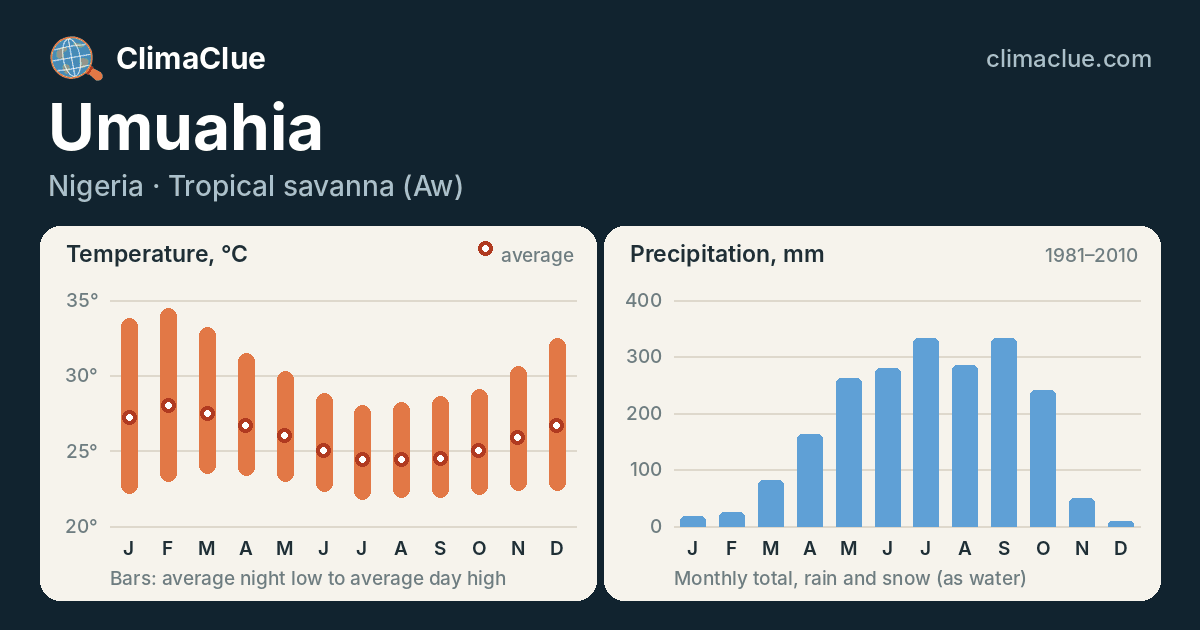 ClimaClue
climaclue.com
Umuahia
Nigeria · Tropical savanna (Aw)
Temperature, °C
average
35°
30°
25°
20°
J F M A M J J A S O N D
Bars: average night low to average day high
Precipitation, mm
1981–2010
400
300
200
100
0
J F M A M J J A S O N D
Monthly total, rain and snow (as water)